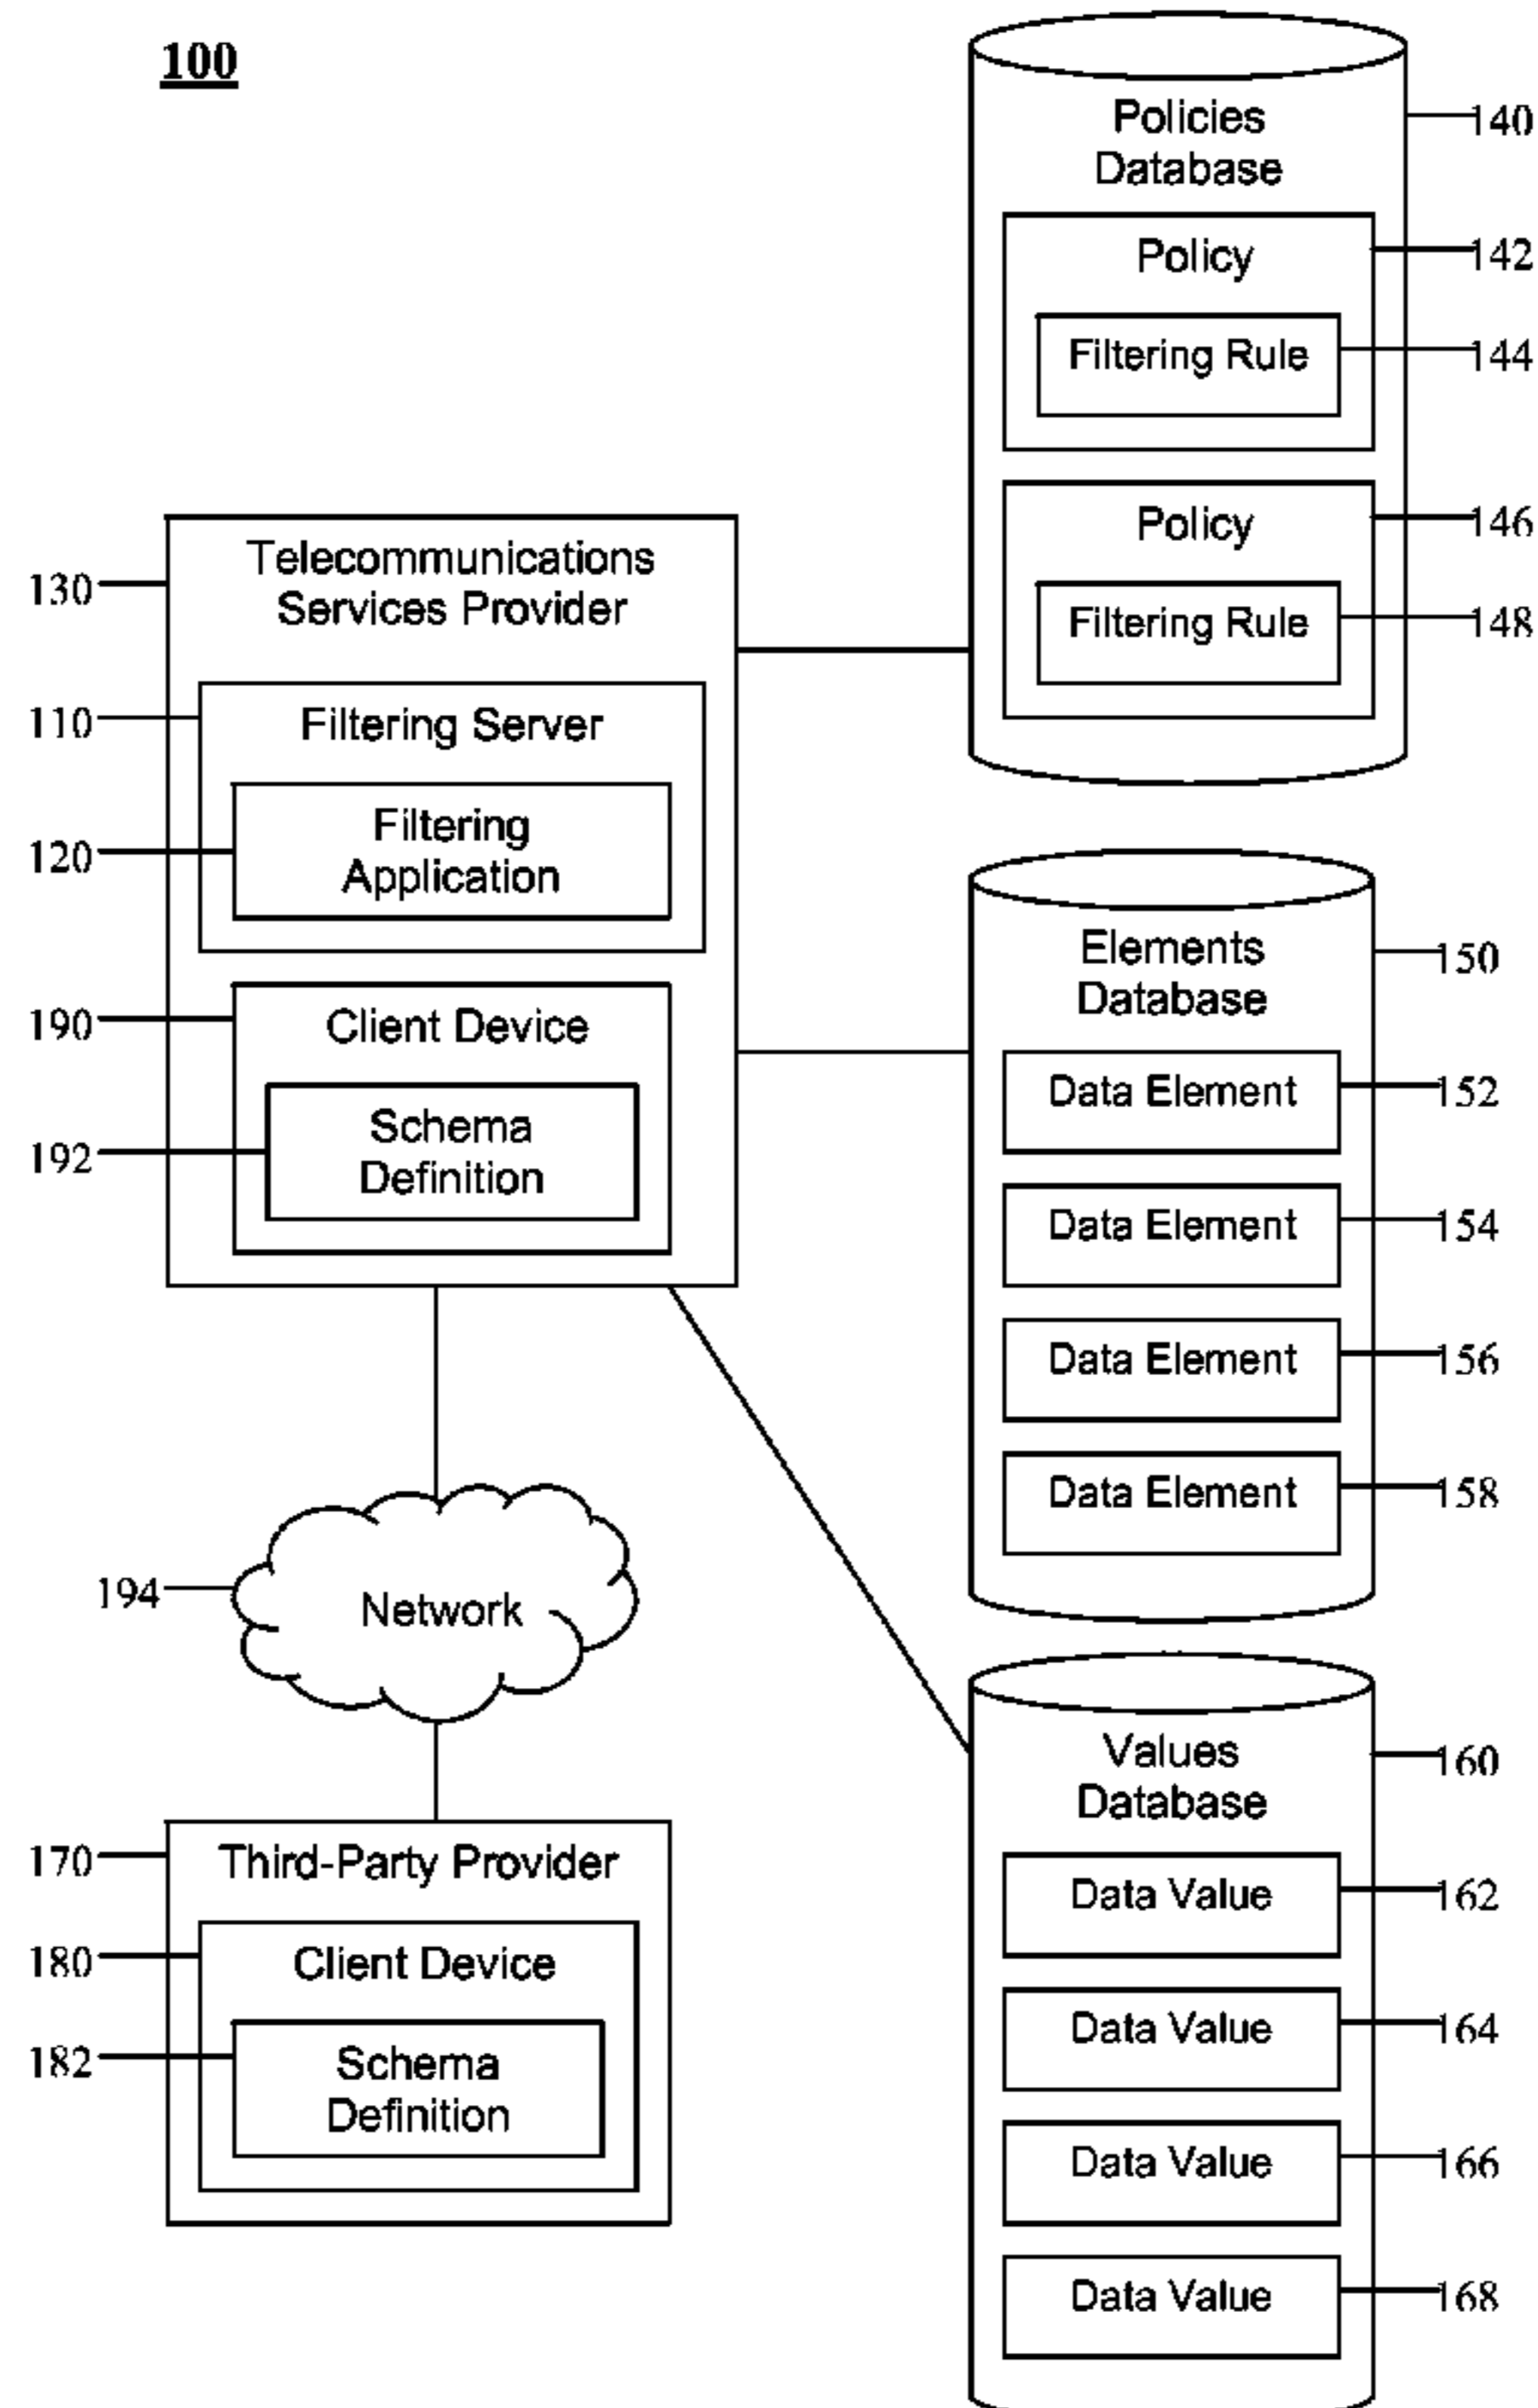 100
Policies
Database
140
Policy
142
Filtering Rule
144
Policy
146
Filtering Rule
148
Telecommunications
Services Provider
130
Filtering Server
110
Filtering
Application
120
Client Device
190
Schema
Definition
192
Elements
Database
150
Data Element
152
Data Element
154
Data Element
156
Data Element
158
Network
194
Values
Database
160
Data Value
162
Data Value
164
Data Value
166
Data Value
168
Third-Party Provider
170
Client Device
180
Schema
Definition
182